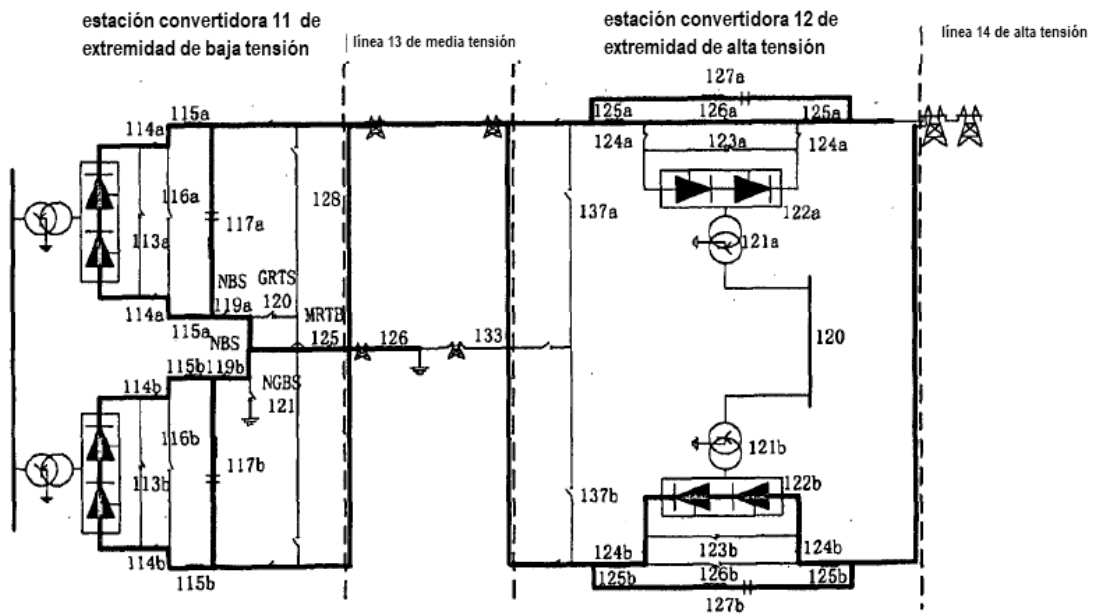 estación convertidora 11 de
extremidad de baja tensión
línea 13 de media tensión
estación convertidora 12 de
extremidad de alta tensión
línea 14 de alta tensión
127a
115a
125a
126a
125a
114a
124a
123a
124a
116a
128
122a
117a
137a
113a
121a
NBS
GRTS
119a
120
114a
MRTB
115a
125
126
133
120
NBS
115b
119b
114b
NGBS
121
116b
121b
117b
122b
113b
137b
124b
123b
124b
114b
115b
125b
126b
125b
127b